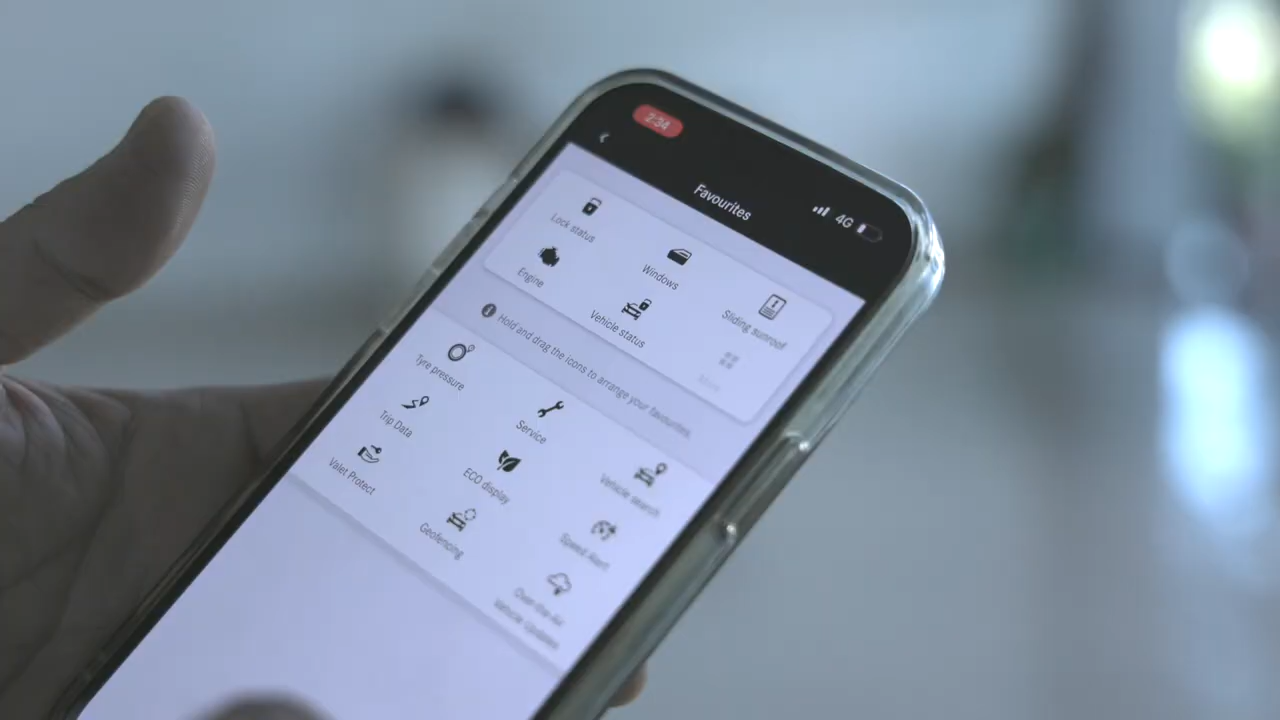 7:34
4G
Favourites
Lock status
Windows
Sliding sunroof
Engine
Vehicle status
More
Hold and drag the icons to arrange your favourites.
Tyre pressure
Service
Vehicle search
Trip Data
ECO display
Speed Alert
Valet Protect
Geofencing
Over-the-Air
Vehicle Updates